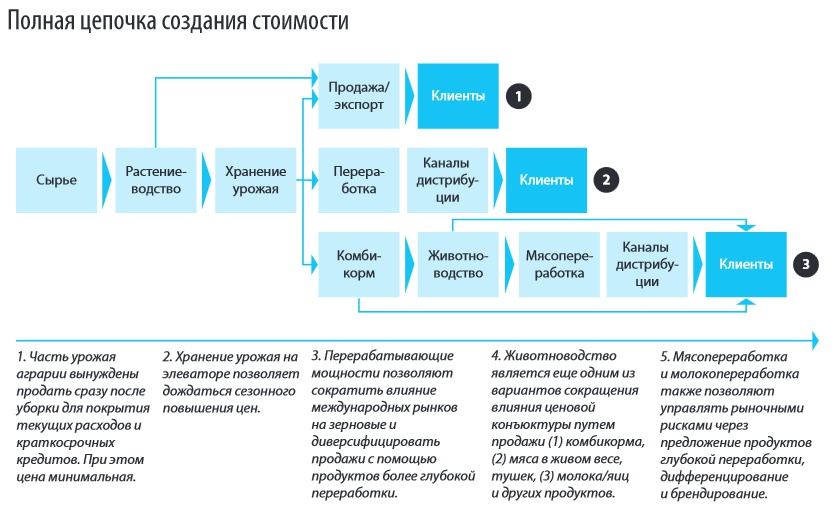 Полная цепочка создания стоимости
Продажа/
экспорт
Клиенты
1
Сырье
Растение-
водство
Хранение
урожая
Перера-
ботка
Каналы
дистрибу-
ции
Клиенты
2
Комби-
корм
Животно-
водство
Мясопере-
работка
Каналы
дистрибу-
ции
Клиенты
3
1. Часть урожая
аграрии вынуждены
продать сразу после
уборки для покрытия
текущих расходов и
краткосрочных
кредитов. При этом
цена минимальная.
2. Хранение урожая на
элеваторе позволяет
дождаться сезонного
повышения цен.
3. Перерабатывающие
мощности позволяют
сократить влияние
международных рынков
на зерновые и
диверсифицировать
продажи с помощью
продуктов более глубокой
переработки.
4. Животноводство
является еще одним из
вариантов сокращения
влияния ценовой
конъюктуры путем
продажи (1) комбикорма,
(2) мяса в живом весе,
тушек, (3) молока/яиц
и других продуктов.
5. Мясопереработка
и молокопереработка
также позволяют
управлять рыночными
рисками через
предложение продуктов
глубокой переработки,
дифференцирование
и брендирование.